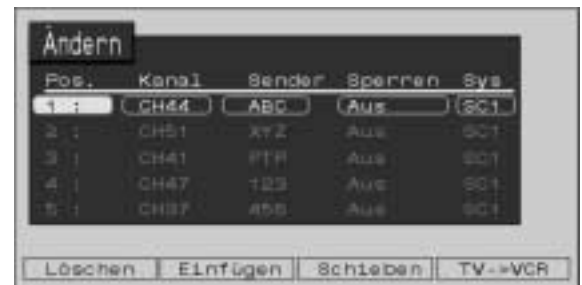 Ändern
Pos. Kanal Sender Sperren Sys
1 : CH44 ABC Aus SC1
2 : CH51 XYZ Aus SC1
3 : CH41 PTP Aus SC1
4 : CH47 123 Aus SC1
5 : CH37 456 Aus SC1
Löschen Einfügen Schieben TV->VCR